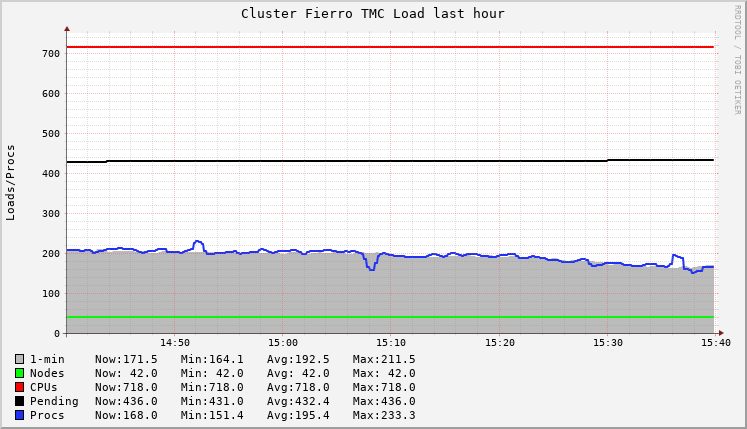 Cluster Fierro TMC Load last hour
RRDTOOL / TOBI OETIKER
Loads/Procs
700
600
500
400
300
200
100
0
14:50 15:00 15:10 15:20 15:30 15:40
1-min Now:171.5 Min:164.1 Avg:192.5 Max:211.5
Nodes Now: 42.0 Min: 42.0 Avg: 42.0 Max: 42.0
CPUs Now:718.0 Min:718.0 Avg:718.0 Max:718.0
Pending Now:436.0 Min:431.0 Avg:432.4 Max:436.0
Procs Now:168.0 Min:151.4 Avg:195.4 Max:233.3